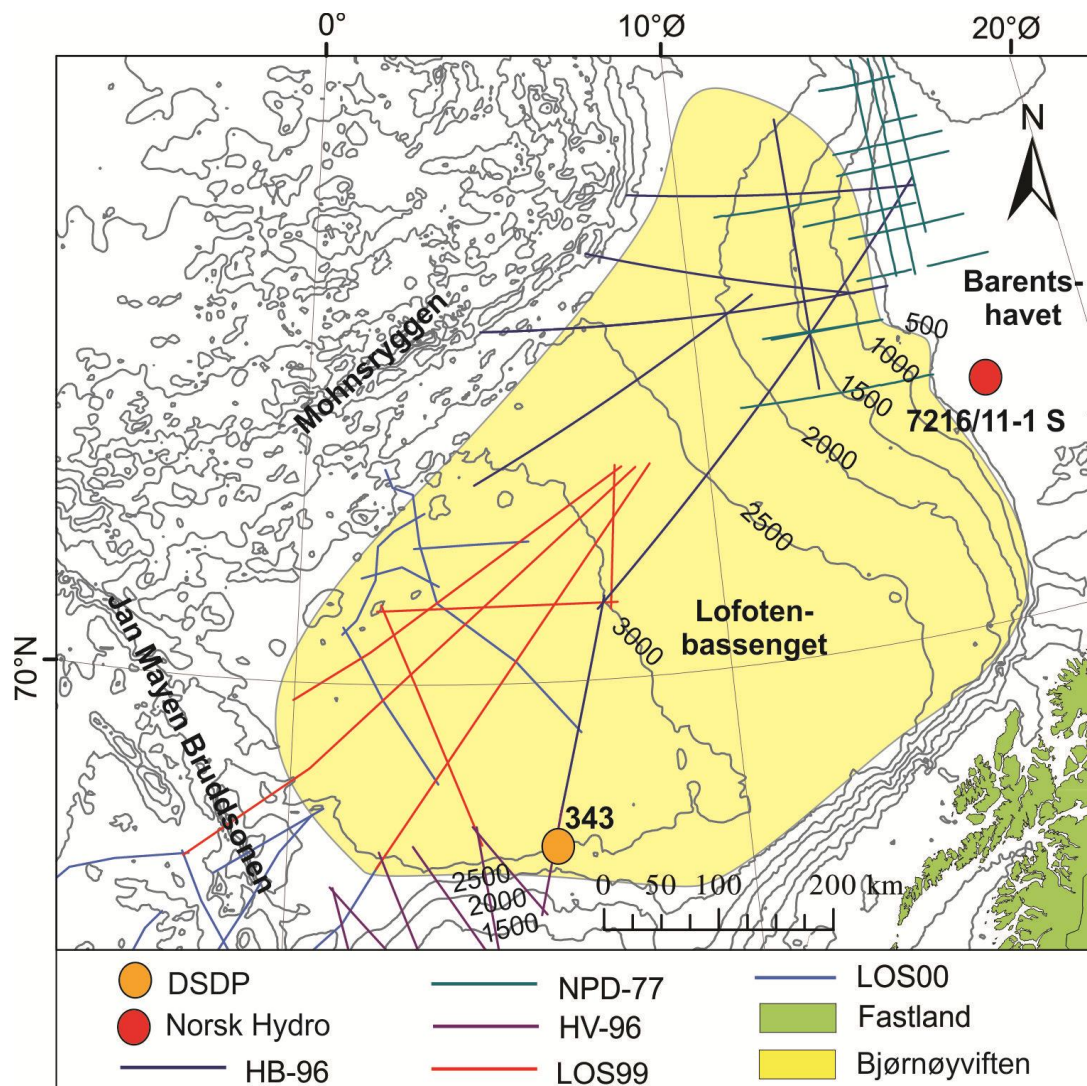 0°
10°Ø
20°Ø
N
Barents-
havet
500
1000
1500
2000
2500
3000
7216/11-1 S
Mohnsryggen
Lofoten-
bassenget
70°N
Jan Mayen Bruddsonen
343
2500
2000
1500
0 50 100 200 km
DSDP
NPD-77
LOS00
Norsk Hydro
HV-96
Fastland
HB-96
LOS99
Bjørnøyviften